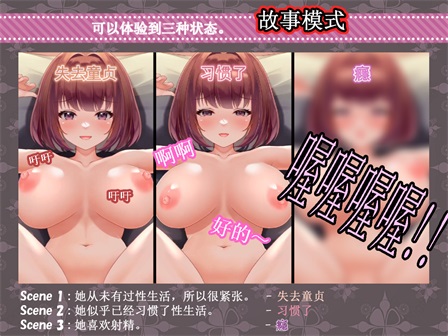 可以体验到三种状态。
故事模式
失去童贞
习惯了
瘾
吁吁
吁吁
啊啊
好的~
喔喔喔喔!!
Scene 1：她从未有过性生活，所以很紧张。 - 失去童贞
Scene 2：她似乎已经习惯了性生活。 - 习惯了
Scene 3：她喜欢射精。 - 瘾